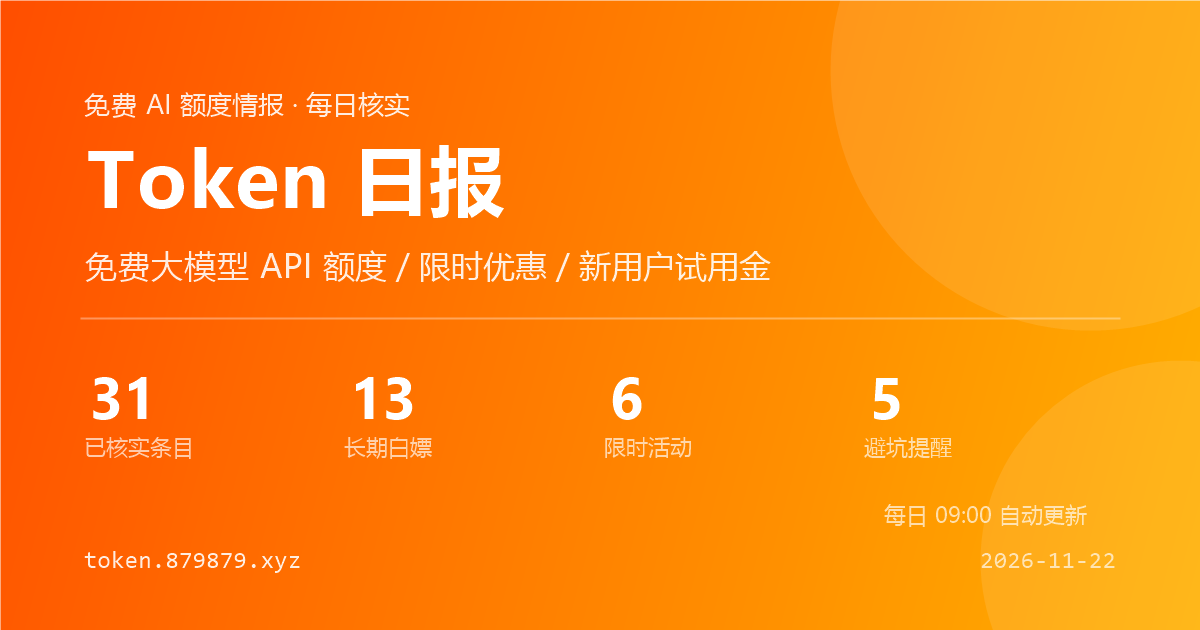 免费 AI 额度情报 · 每日核实
Token 日报
免费大模型 API 额度 / 限时优惠 / 新用户试用金
31 13 6 5
已核实条目 长期白嫖 限时活动 避坑提醒
每日 09:00 自动更新
token.879879.xyz 2026-11-22